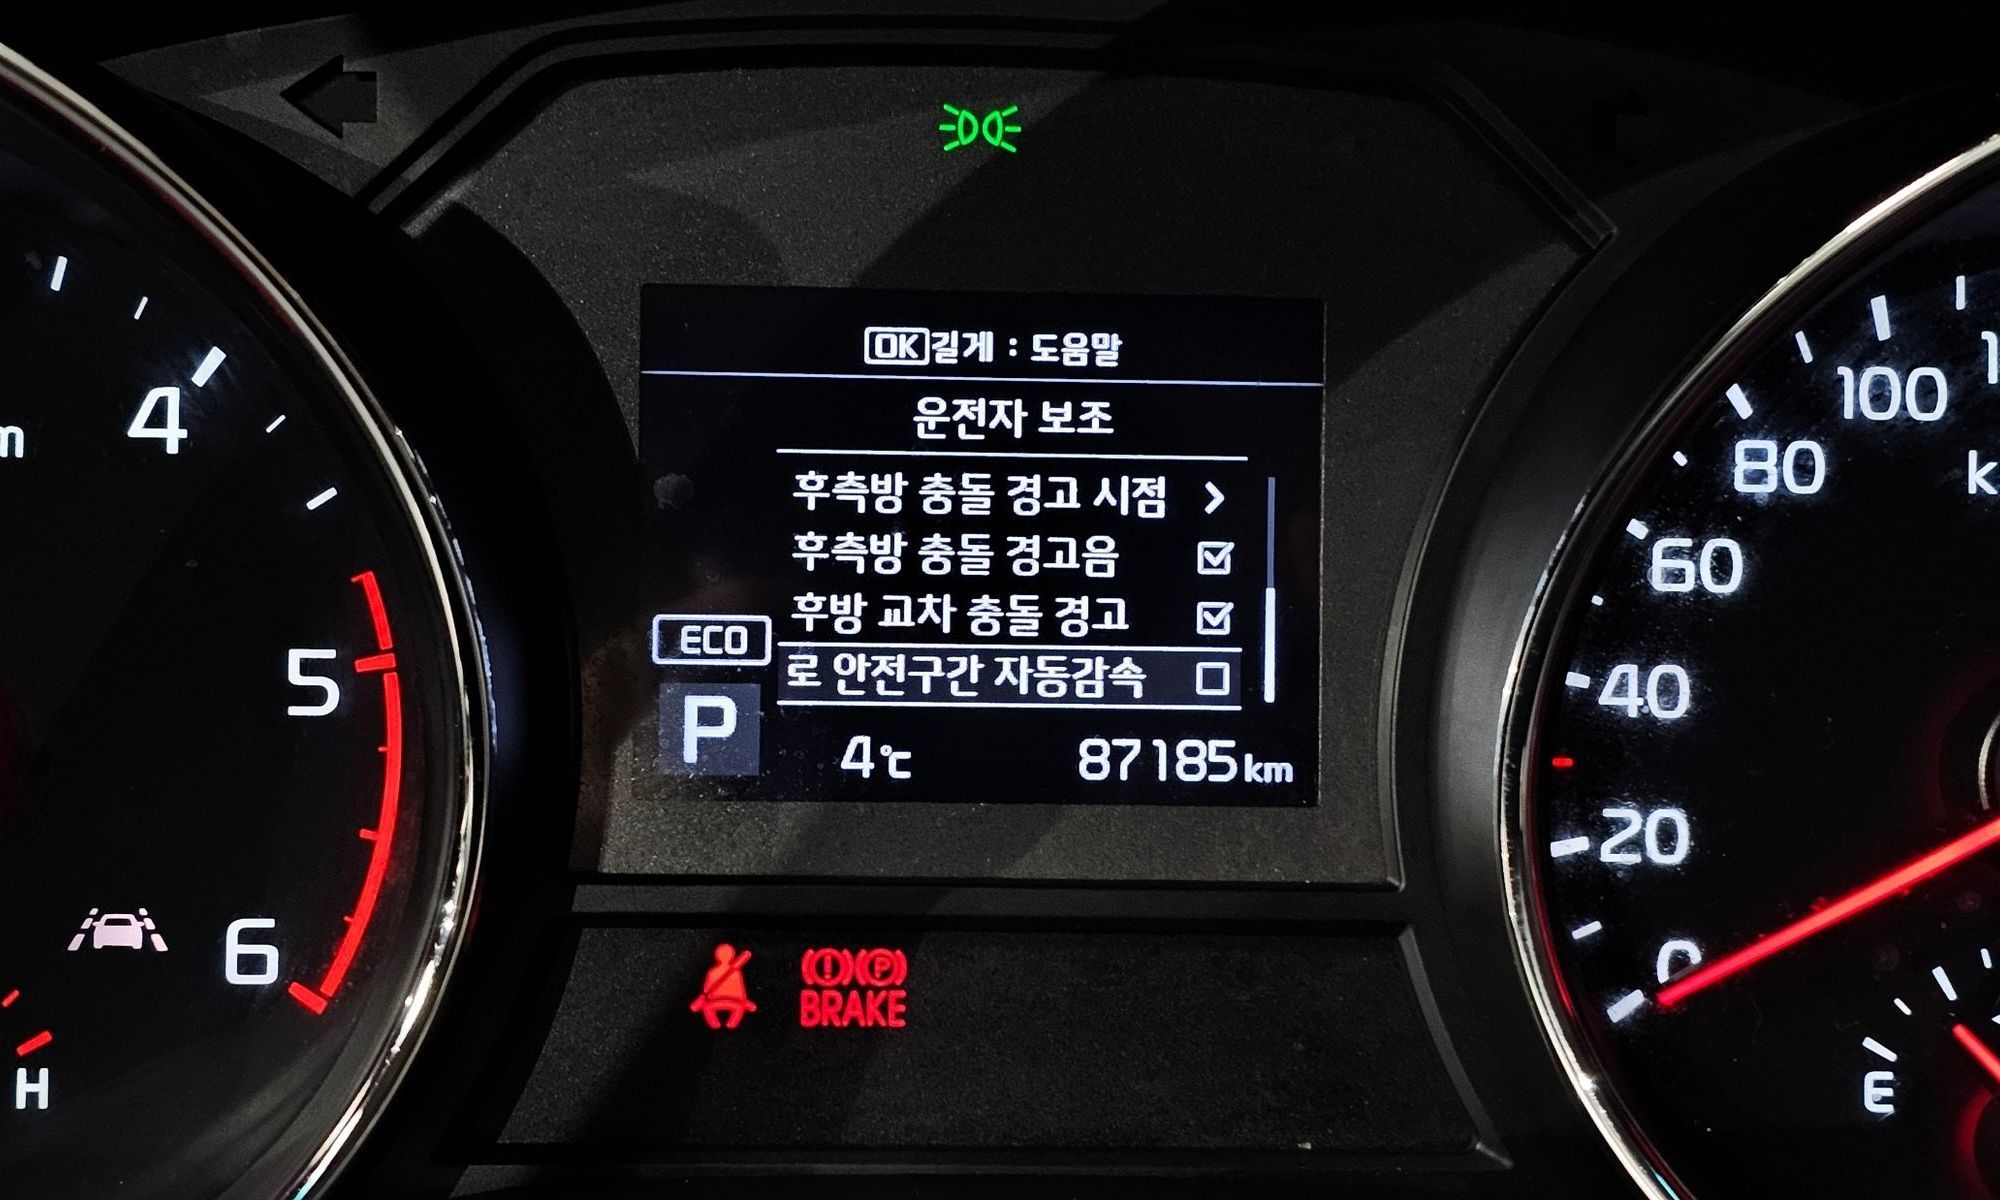 OK길게 : 도움말
운전자 보조
후측방 충돌 경고 시점
후측방 충돌 경고음
후방 교차 충돌 경고
로 안전구간 자동감속
ECO
P
4℃ 87185km
4
5
6
H
BRAKE
100
80
60
40
20
0
E